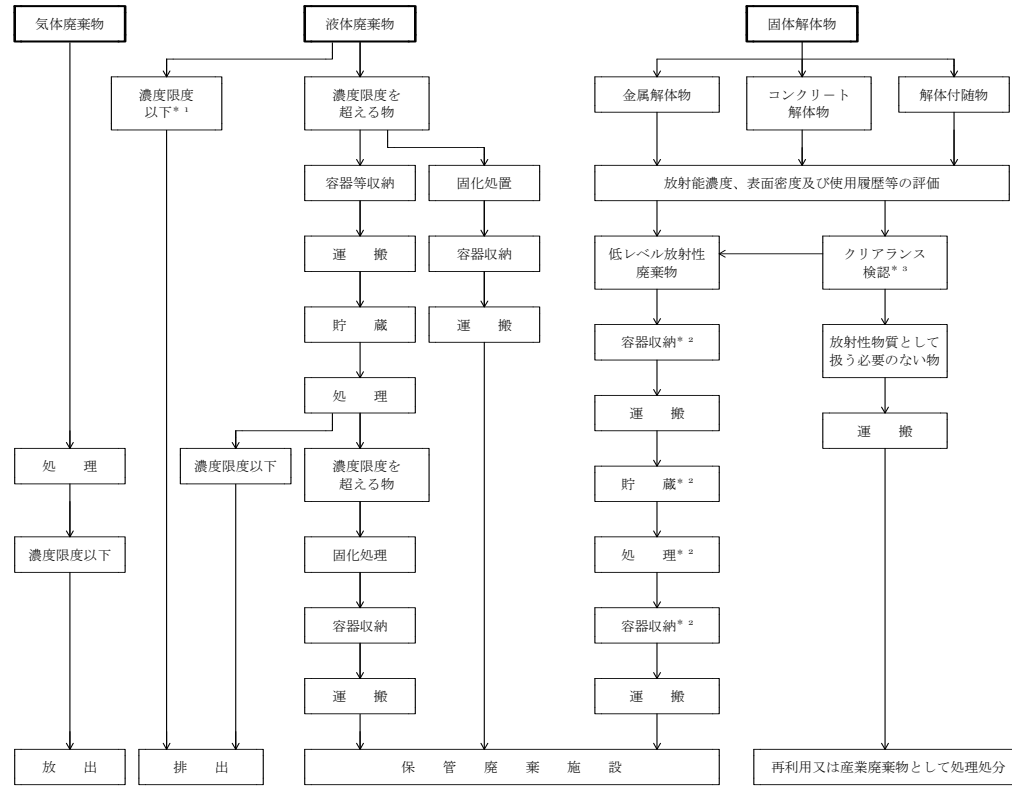 気体廃棄物
液体廃棄物
固体解体物
濃度限度
以下*1
濃度限度を
超える物
金属解体物
コンクリート
解体物
解体付随物
容器等収納
固化処置
放射能濃度、表面密度及び使用履歴等の評価
運　搬
容器収納
低レベル放射性
廃棄物
クリアランス
検認*3
貯　蔵
運　搬
容器収納*2
放射性物質として
扱う必要のない物
処　理
運　搬
運　搬
処　理
濃度限度以下
濃度限度を
超える物
貯　蔵*2
濃度限度以下
固化処理
処　理*2
容器収納
容器収納*2
運　搬
運　搬
放　出
排　出
保　管　廃　棄　施　設
再利用又は産業廃棄物として処理処分